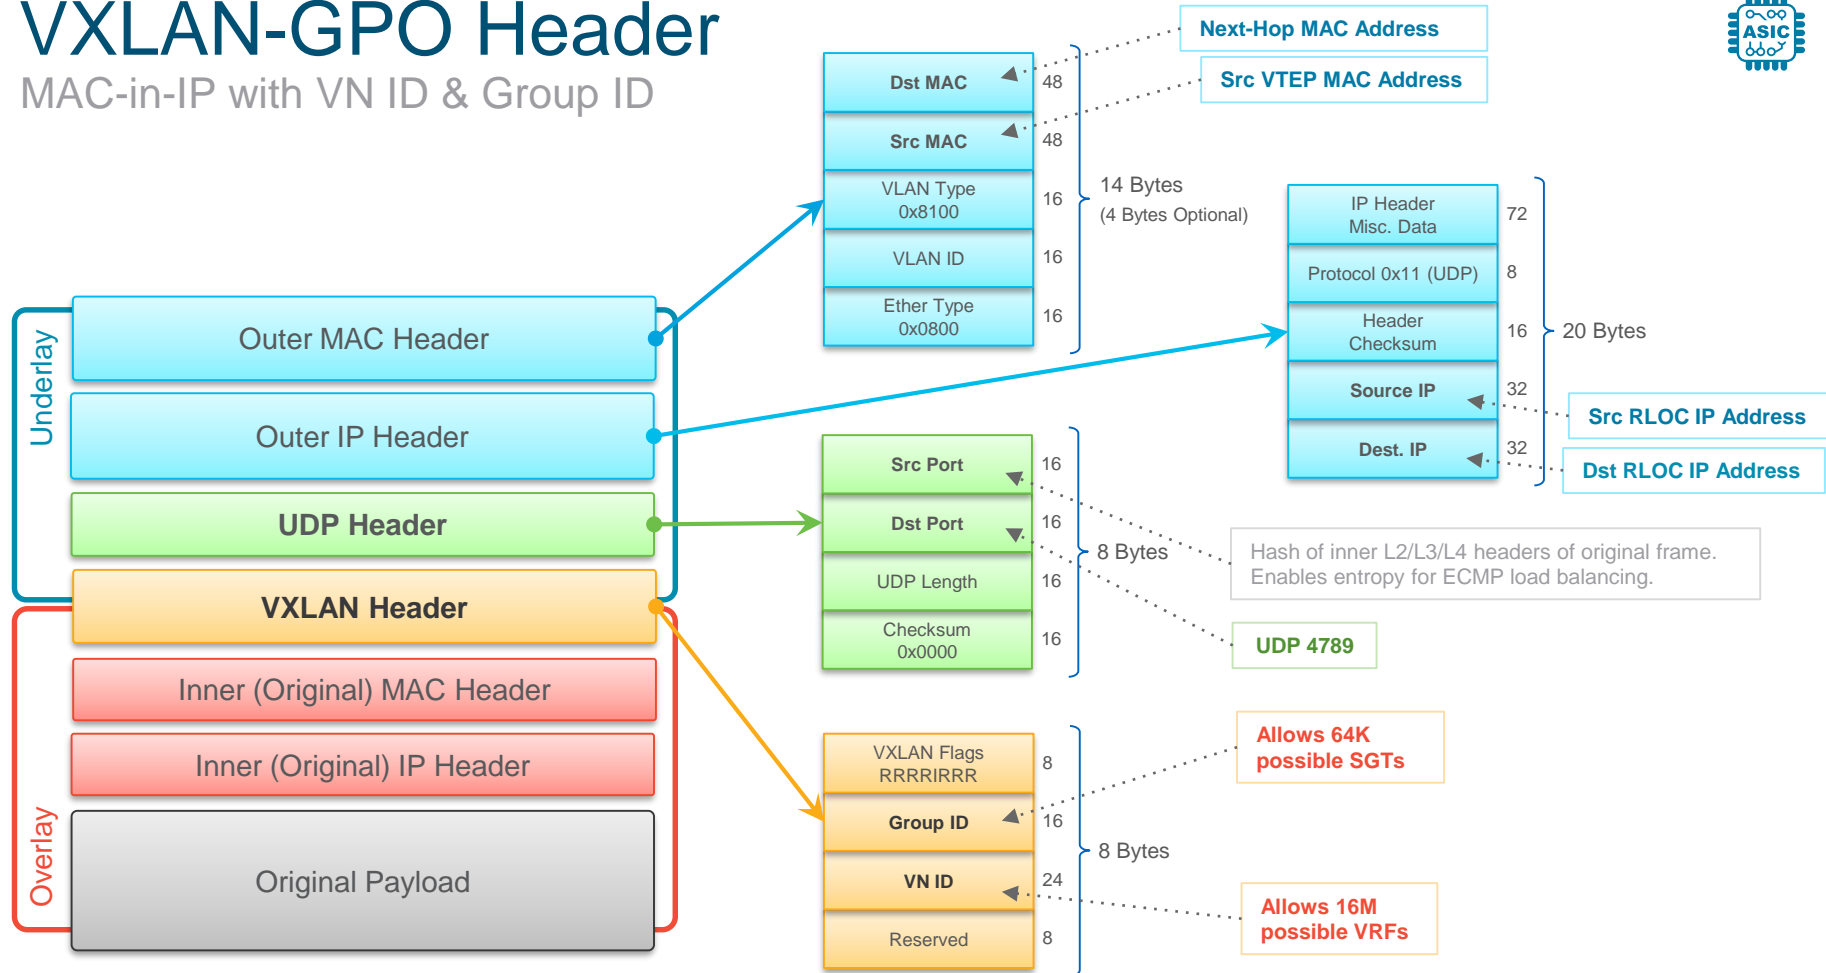 VXLAN-GPO Header
MAC-in-IP with VN ID & Group ID
ASIC
Underlay
Outer MAC Header
Outer IP Header
UDP Header
VXLAN Header
Overlay
Inner (Original) MAC Header
Inner (Original) IP Header
Original Payload
Dst MAC
48
Src MAC
48
VLAN Type
0x8100
16
VLAN ID
16
Ether Type
0x0800
16
14 Bytes
(4 Bytes Optional)
Next-Hop MAC Address
Src VTEP MAC Address
IP Header
Misc. Data
72
Protocol 0x11 (UDP)
8
Header
Checksum
16
Source IP
32
Dest. IP
32
20 Bytes
Src RLOC IP Address
Dst RLOC IP Address
Src Port
16
Dst Port
16
UDP Length
16
Checksum
0x0000
16
8 Bytes
Hash of inner L2/L3/L4 headers of original frame.
Enables entropy for ECMP load balancing.
UDP 4789
VXLAN Flags
RRRRIRRR
8
Group ID
16
VN ID
24
Reserved
8
8 Bytes
Allows 64K
possible SGTs
Allows 16M
possible VRFs